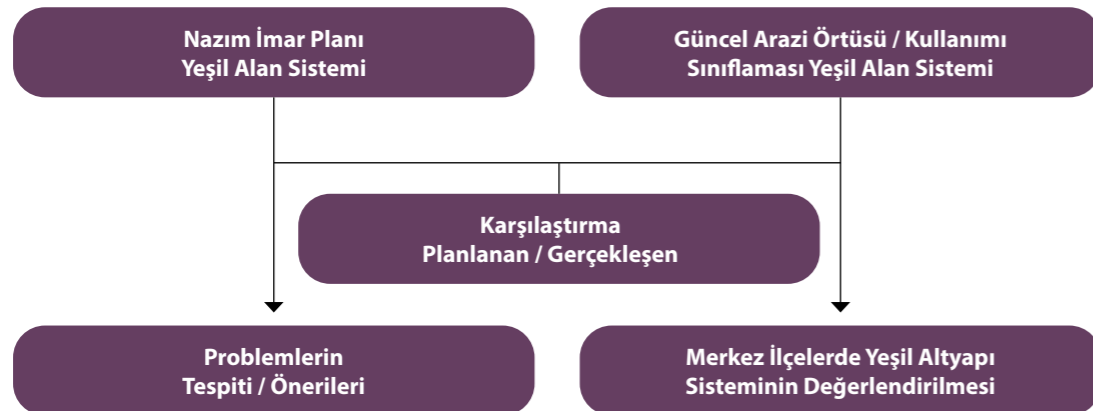 Nazım İmar Planı
Yeşil Alan Sistemi
Güncel Arazi Örtüsü / Kullanımı
Sınıflaması Yeşil Alan Sistemi
Karşılaştırma
Planlanan / Gerçekleşen
Problemlerin
Tespiti / Önerileri
Merkez İlçelerde Yeşil Altyapı
Sisteminin Değerlendirilmesi